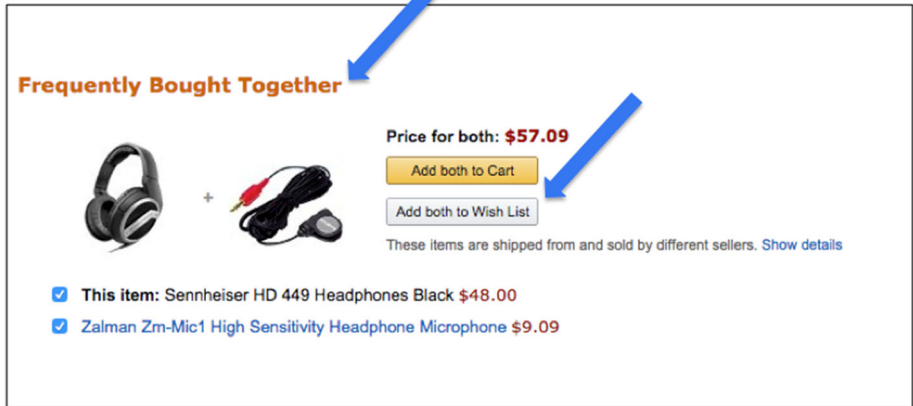 Frequently Bought Together
Price for both: $57.09
Add both to Cart
+
Add both to Wish List
These items are shipped from and sold by different sellers. Show details
This item: Sennheiser HD 449 Headphones Black $48.00
Zalman Zm-Mic1 High Sensitivity Headphone Microphone $9.09